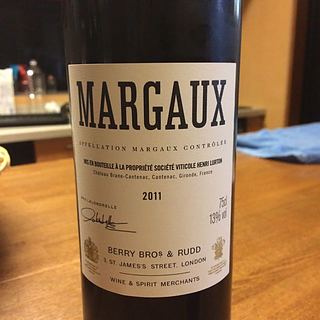 MARGAUX
APPELLATION MARGAUX CONTRÔLÉE
MIS EN BOUTEILLE À LA PROPRIÉTÉ SOCIÉTÉ VITICOLE HENRI LURTON
Château Brane-Cantenac, Cantenac, Gironde, France
2011
75cl
13% vol
BERRY BROS & RUDD
3, ST. JAMES'S STREET, LONDON
WINE & SPIRIT MERCHANTS